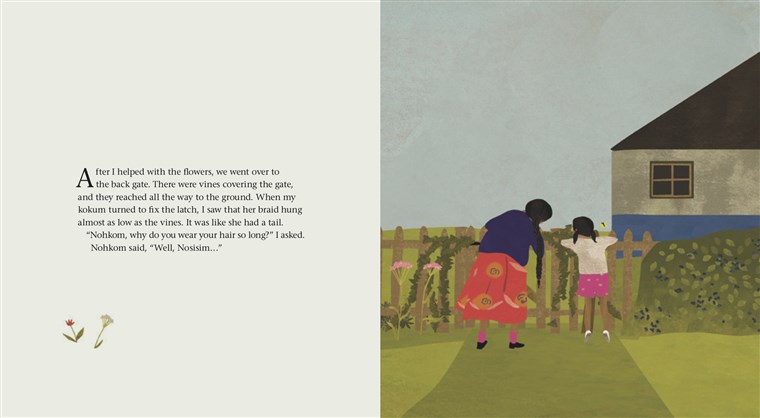 After I helped with the flowers, we went over to
the back gate. There were vines covering the gate,
and they reached all the way to the ground. When my
kokum turned to fix the latch, I saw that her braid hung
almost as low as the vines. It was like she had a tail.
“Nohkom, why do you wear your hair so long?” I asked.
Nohkom said, “Well, Nosisim…”